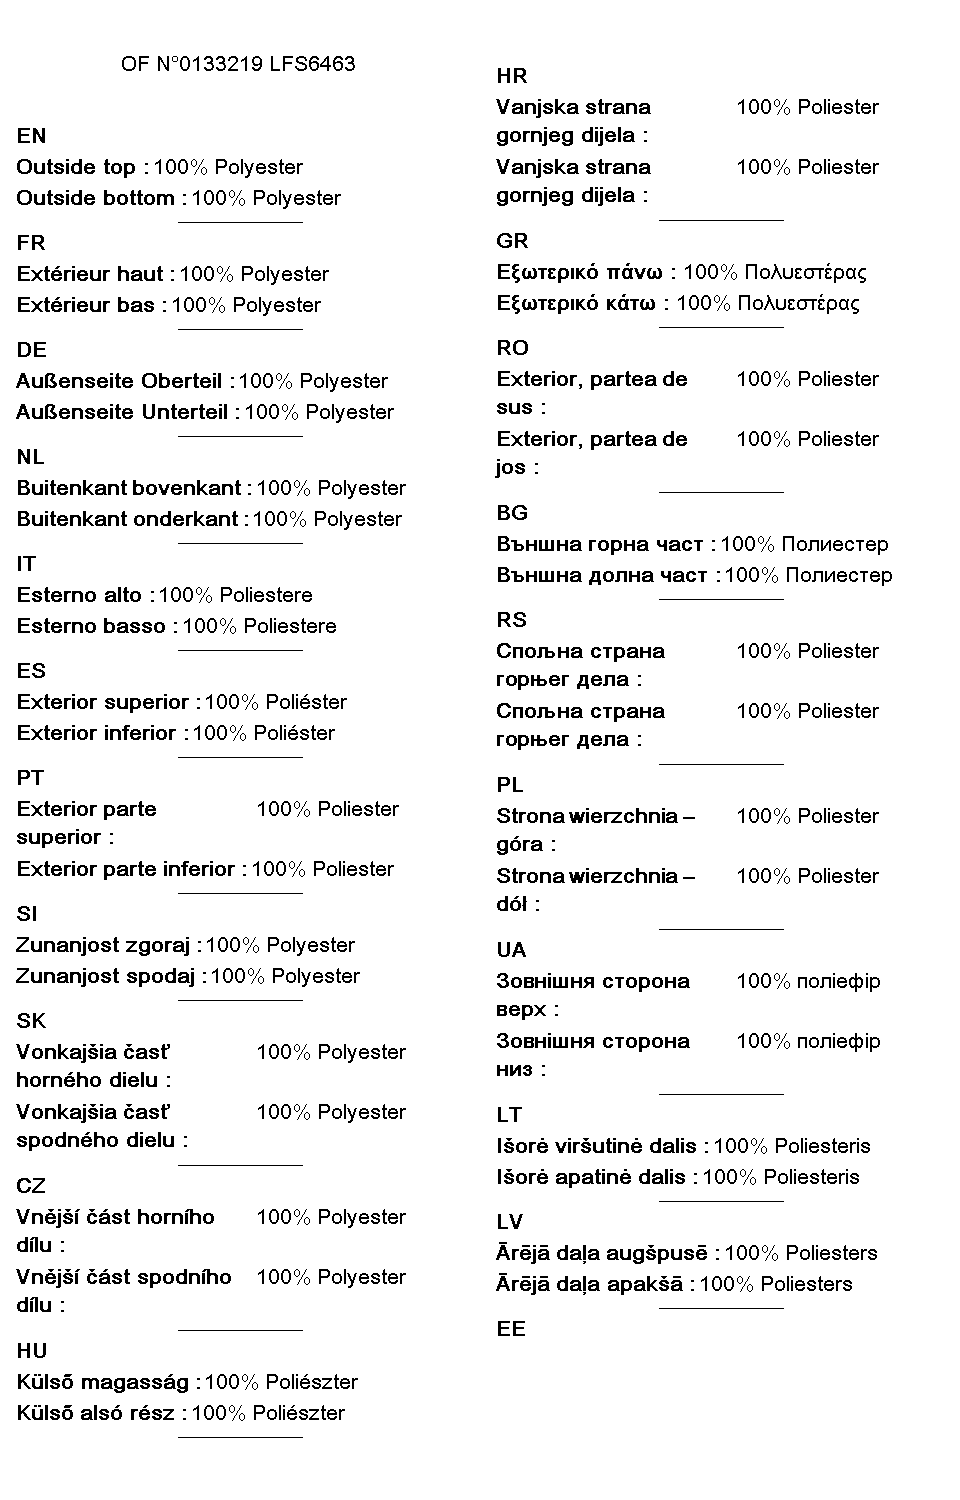 OF N°0133219 LFS6463
EN
Outside top : 100% Polyester
Outside bottom : 100% Polyester
FR
Extérieur haut : 100% Polyester
Extérieur bas : 100% Polyester
DE
Außenseite Oberteil : 100% Polyester
Außenseite Unterteil : 100% Polyester
NL
Buitenkant bovenkant : 100% Polyester
Buitenkant onderkant : 100% Polyester
IT
Esterno alto : 100% Poliestere
Esterno basso : 100% Poliestere
ES
Exterior superior : 100% Poliéster
Exterior inferior : 100% Poliéster
PT
Exterior parte 100% Poliester
superior :
Exterior parte inferior : 100% Poliester
SI
Zunanjost zgoraj : 100% Polyester
Zunanjost spodaj : 100% Polyester
SK
Vonkajšia časť 100% Polyester
horného dielu :
Vonkajšia časť 100% Polyester
spodného dielu :
CZ
Vnější část horního 100% Polyester
dílu :
Vnější část spodního 100% Polyester
dílu :
HU
Külső magasság : 100% Poliészter
Külső alsó rész : 100% Poliészter
HR
Vanjska strana 100% Poliester
gornjeg dijela :
Vanjska strana 100% Poliester
gornjeg dijela :
GR
Εξωτερικό πάνω : 100% Πολυεστέρας
Εξωτερικό κάτω : 100% Πολυεστέρας
RO
Exterior, partea de 100% Poliester
sus :
Exterior, partea de 100% Poliester
jos :
BG
Външна горна част : 100% Полиестер
Външна долна част : 100% Полиестер
RS
Спољна страна 100% Poliester
горњег дела :
Спољна страна 100% Poliester
горњег дела :
PL
Strona wierzchnia – 100% Poliester
góra :
Strona wierzchnia – 100% Poliester
dół :
UA
Зовнішня сторона 100% поліефір
верх :
Зовнішня сторона 100% поліефір
низ :
LT
Išorė viršutinė dalis : 100% Poliesteris
Išorė apatinė dalis : 100% Poliesteris
LV
Ārējā daļa augšpusē : 100% Poliesters
Ārējā daļa apakšā : 100% Poliesters
EE